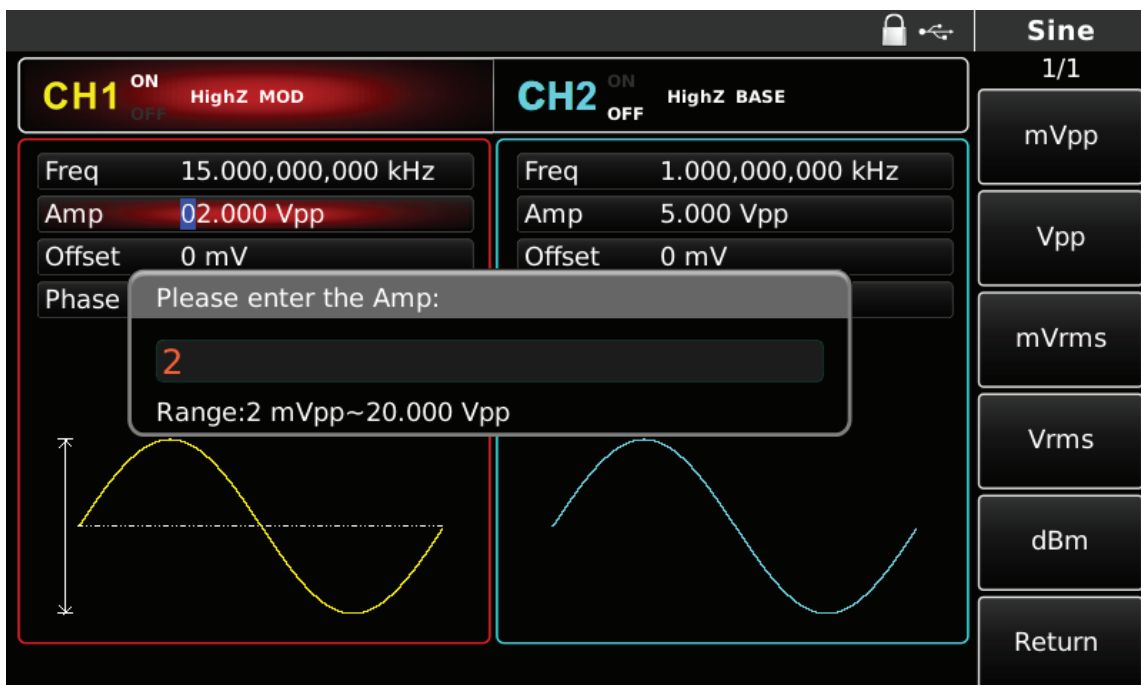 Sine
1/1
CH1 ON OFF HighZ MOD
CH2 ON OFF HighZ BASE
Freq 15.000,000,000 kHz
Amp 02.000 Vpp
Offset 0 mV
Phase
Freq 1.000,000,000 kHz
Amp 5.000 Vpp
Offset 0 mV
Please enter the Amp:
2
Range:2 mVpp~20.000 Vpp
mVpp
Vpp
mVrms
Vrms
dBm
Return